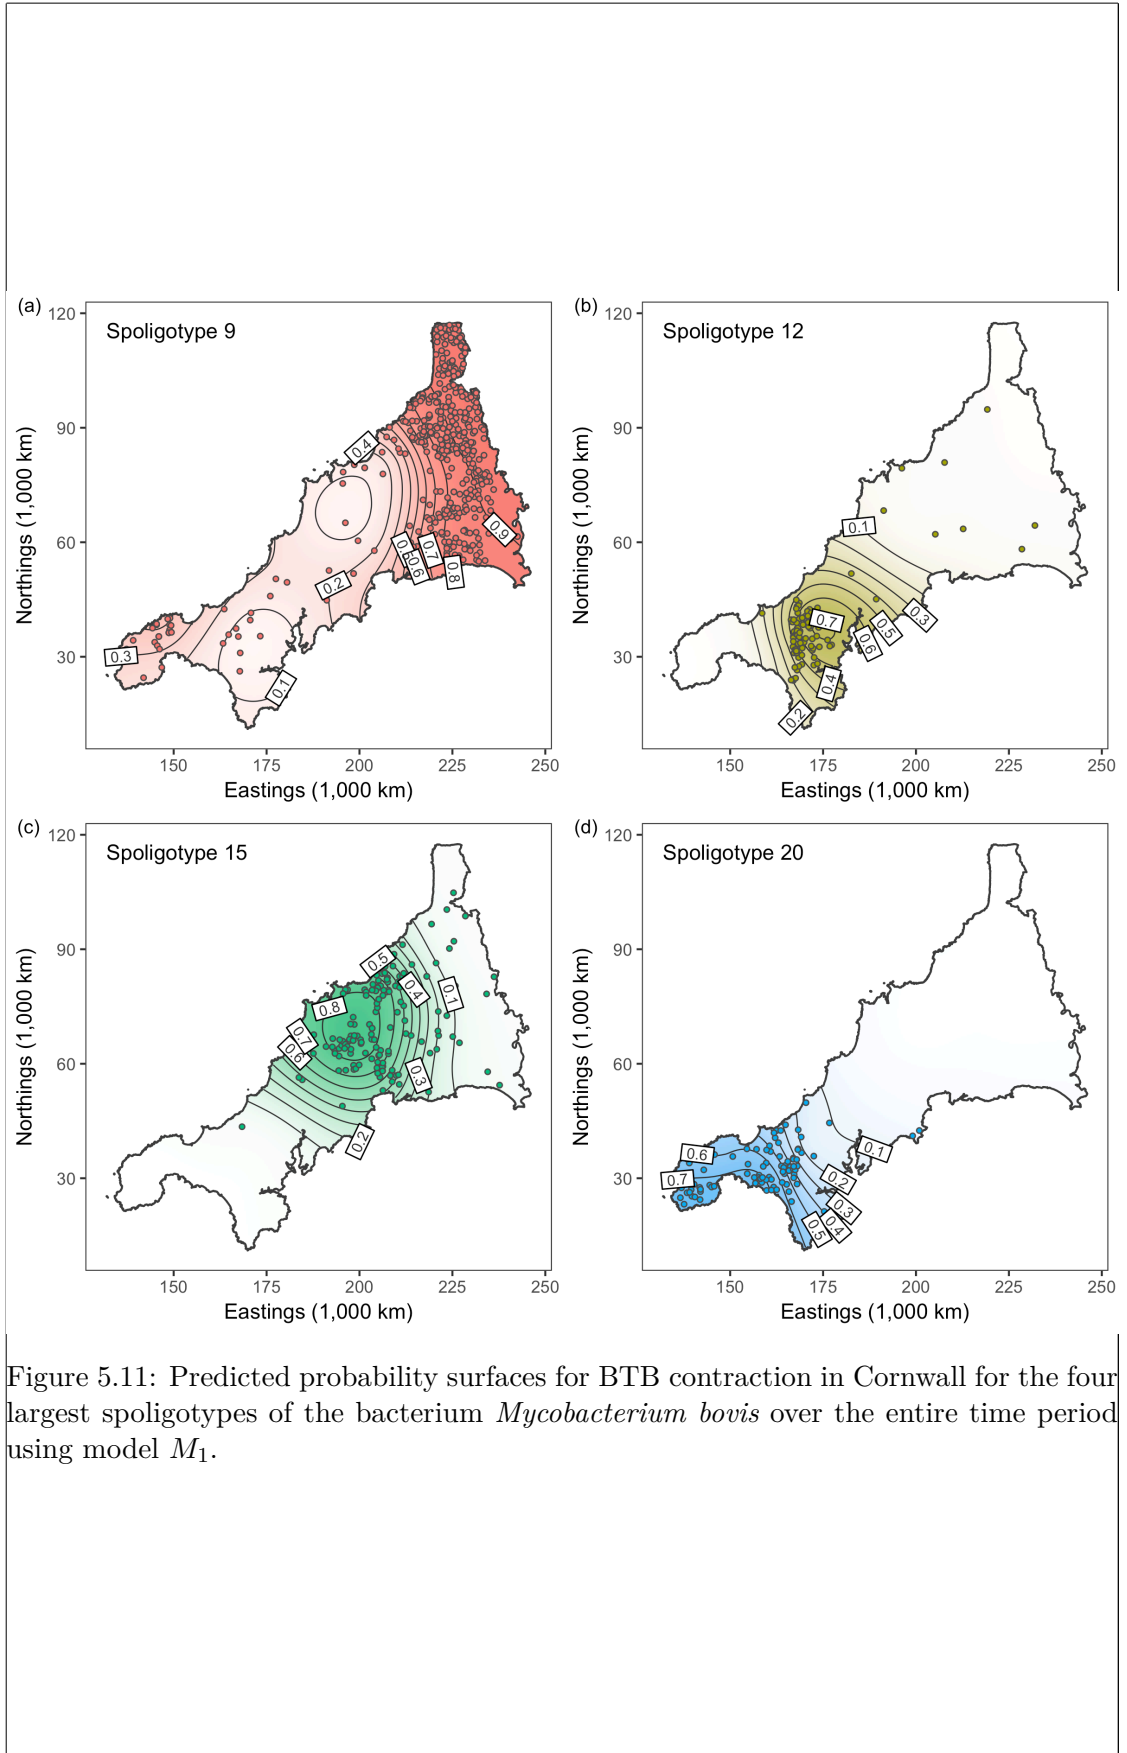 (a)
Spoligotype 9
120
90
60
30
Northings (1,000 km)
0.4
0.9
0.7
0.6
0.8
0.2
0.3
0.1
150 175 200 225 250
Eastings (1,000 km)
(b)
Spoligotype 12
120
90
60
30
Northings (1,000 km)
0.1
0.7
0.3
0.5
0.6
0.4
0.2
150 175 200 225 250
Eastings (1,000 km)
(c)
Spoligotype 15
120
90
60
30
Northings (1,000 km)
0.5
0.4
0.1
0.8
0.7
0.6
0.3
0.2
150 175 200 225 250
Eastings (1,000 km)
(d)
Spoligotype 20
120
90
60
30
Northings (1,000 km)
0.6
0.1
0.7
0.2
0.3
0.4
0.5
150 175 200 225 250
Eastings (1,000 km)
Figure 5.11: Predicted probability surfaces for BTB contraction in Cornwall for the four
largest spoligotypes of the bacterium Mycobacterium bovis over the entire time period
using model M₁.